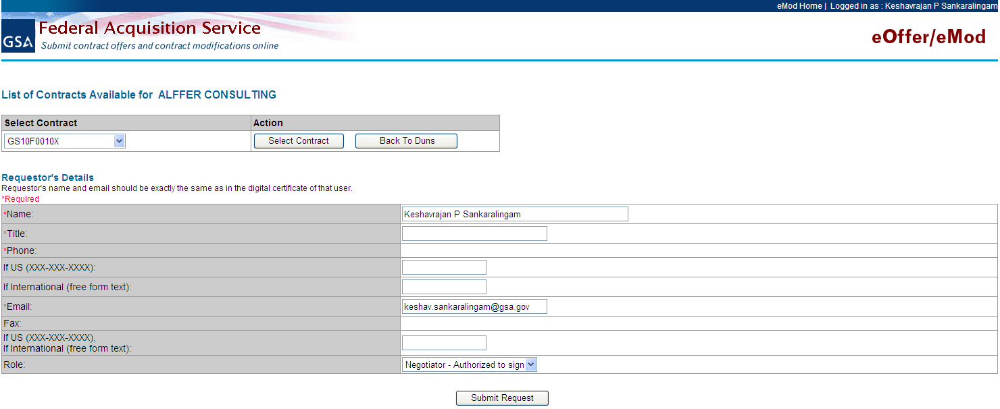 eMod Home | Logged in as : Keshavrajan P Sankaralingam
GSA
Federal Acquisition Service
Submit contract offers and contract modifications online
eOffer/eMod
List of Contracts Available for ALFFER CONSULTING
Select Contract Action
GS10F0010X Select Contract Back To Duns
Requestor's Details
Requestor's name and email should be exactly the same as in the digital certificate of that user.
*Required
*Name: Keshavrajan P Sankaralingam
*Title:
*Phone:
If US (XXX-XXX-XXXX):
If International (free form text):
*Email: keshav.sankaralingam@gsa.gov
Fax:
If US (XXX-XXX-XXXX),
If International (free form text):
Role: Negotiator - Authorized to sign
Submit Request